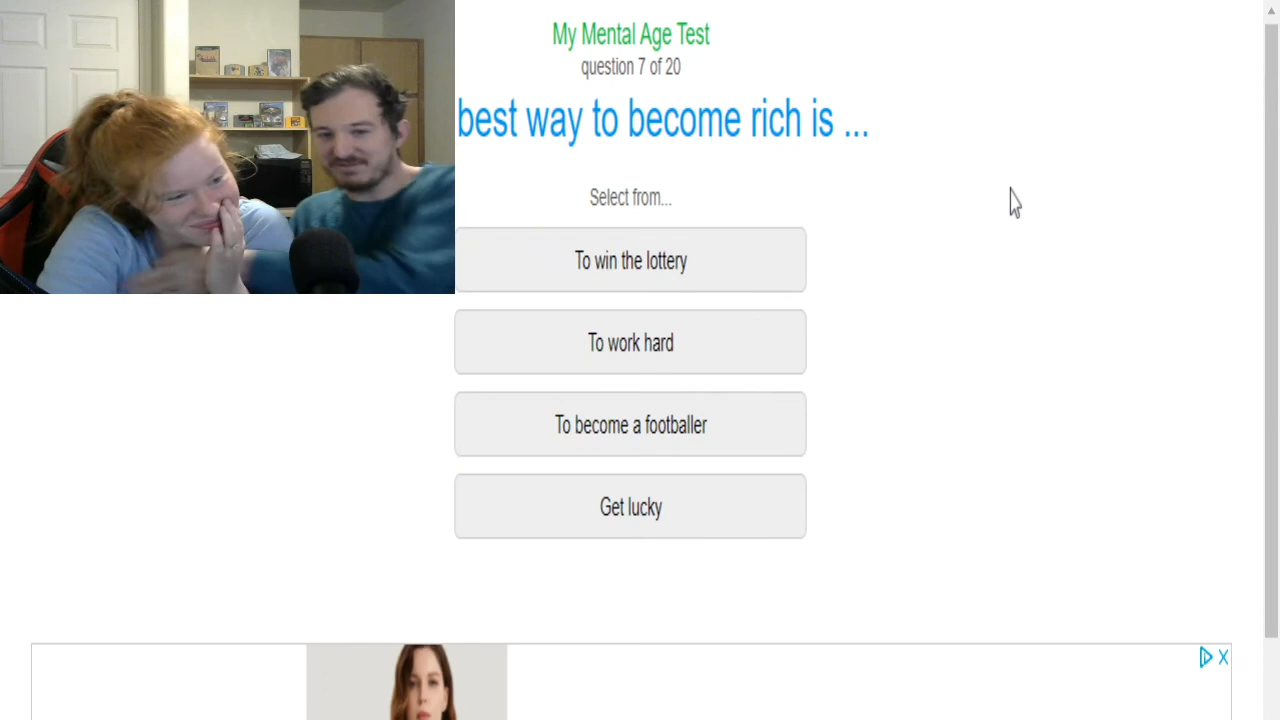 My Mental Age Test
question 7 of 20
best way to become rich is ...
Select from...
To win the lottery
To work hard
To become a footballer
Get lucky
X